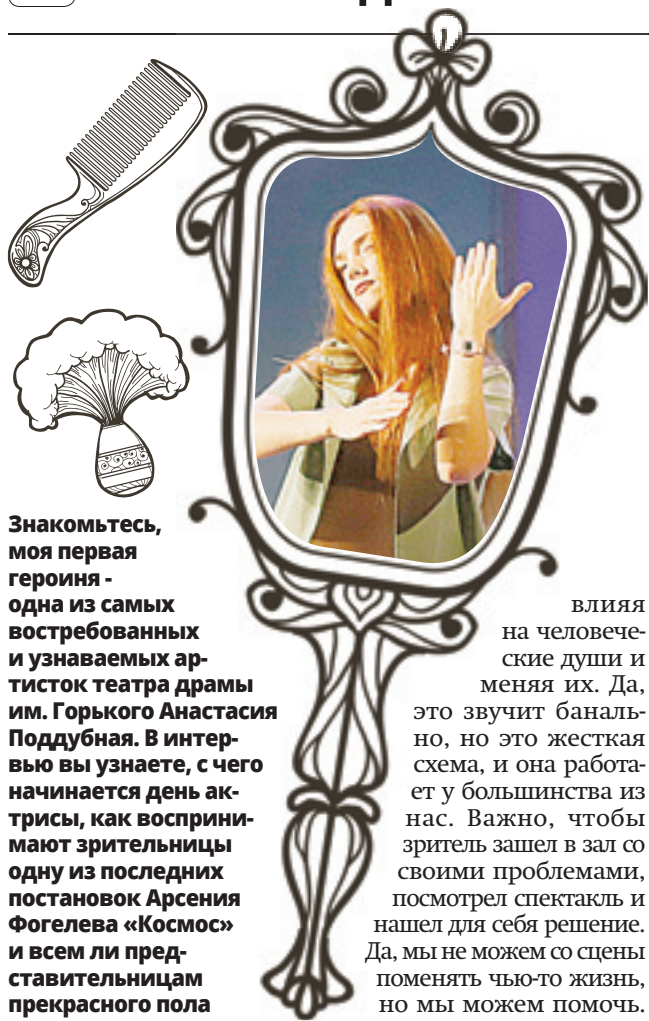 Знакомьтесь,
моя первая
героиня -
одна из самых
востребованных
и узнаваемых ар-
тисток театра драмы
им. Горького Анастасия
Поддубная. В интер-
вью вы узнаете, с чего
начинается день ак-
трисы, как восприни-
мают зрительницы
одну из последних
постановок Арсения
Фогелева «Космос»
и всем ли пред-
ставительницам
прекрасного пола
влияя
на человече-
ские души и
меняя их. Да,
это звучит баналь-
но, но это жесткая
схема, и она работа-
ет у большинства из
нас. Важно, чтобы
зритель зашел в зал со
своими проблемами,
посмотрел спектакль и
нашел для себя решение.
Да, мы не можем со сцены
поменять чью-то жизнь,
но мы можем помочь.